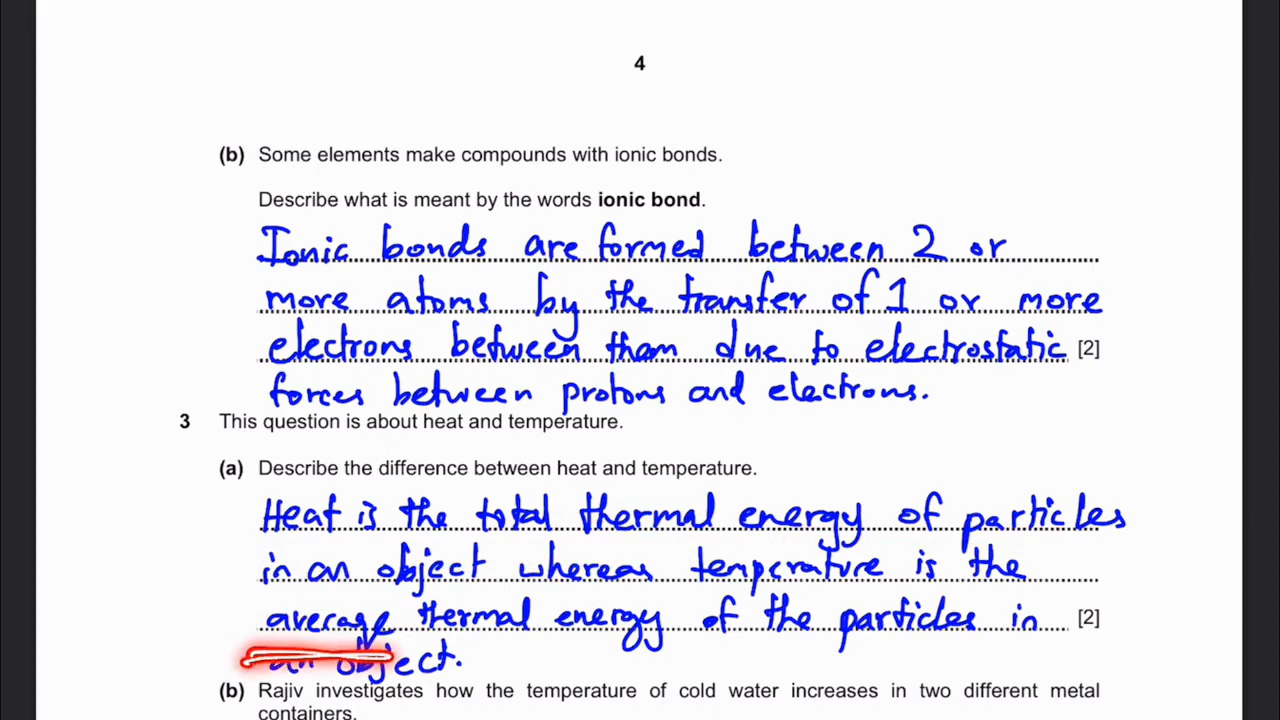 4
(b) Some elements make compounds with ionic bonds.
Describe what is meant by the words ionic bond.
Ionic bonds are formed between 2 or
more atoms by the transfer of 1 or more
electrons between them due to electrostatic [2]
forces between protons and electrons.
3 This question is about heat and temperature.
(a) Describe the difference between heat and temperature.
Heat is the total thermal energy of particles
in an object whereas temperature is the
average thermal energy of the particles in [2]
an object.
(b) Rajiv investigates how the temperature of cold water increases in two different metal
containers.